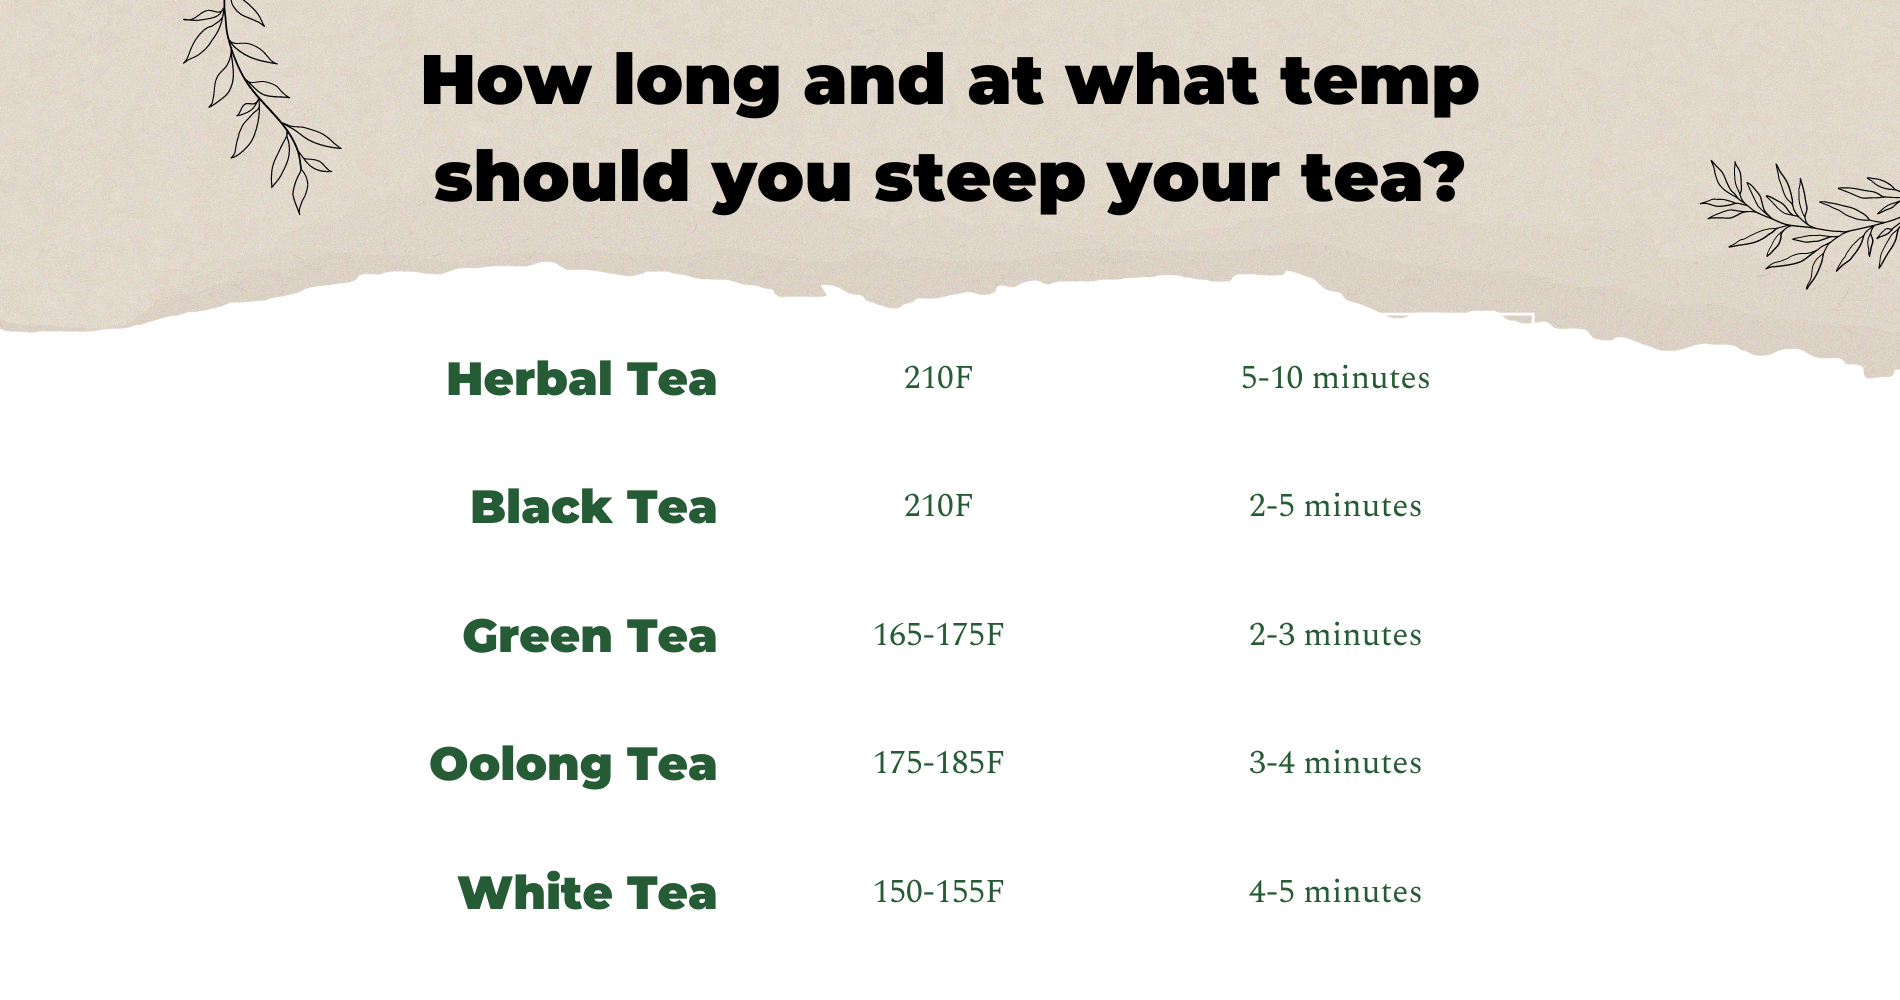 How long and at what temp
should you steep your tea?
Herbal Tea 210F 5-10 minutes
Black Tea 210F 2-5 minutes
Green Tea 165-175F 2-3 minutes
Oolong Tea 175-185F 3-4 minutes
White Tea 150-155F 4-5 minutes